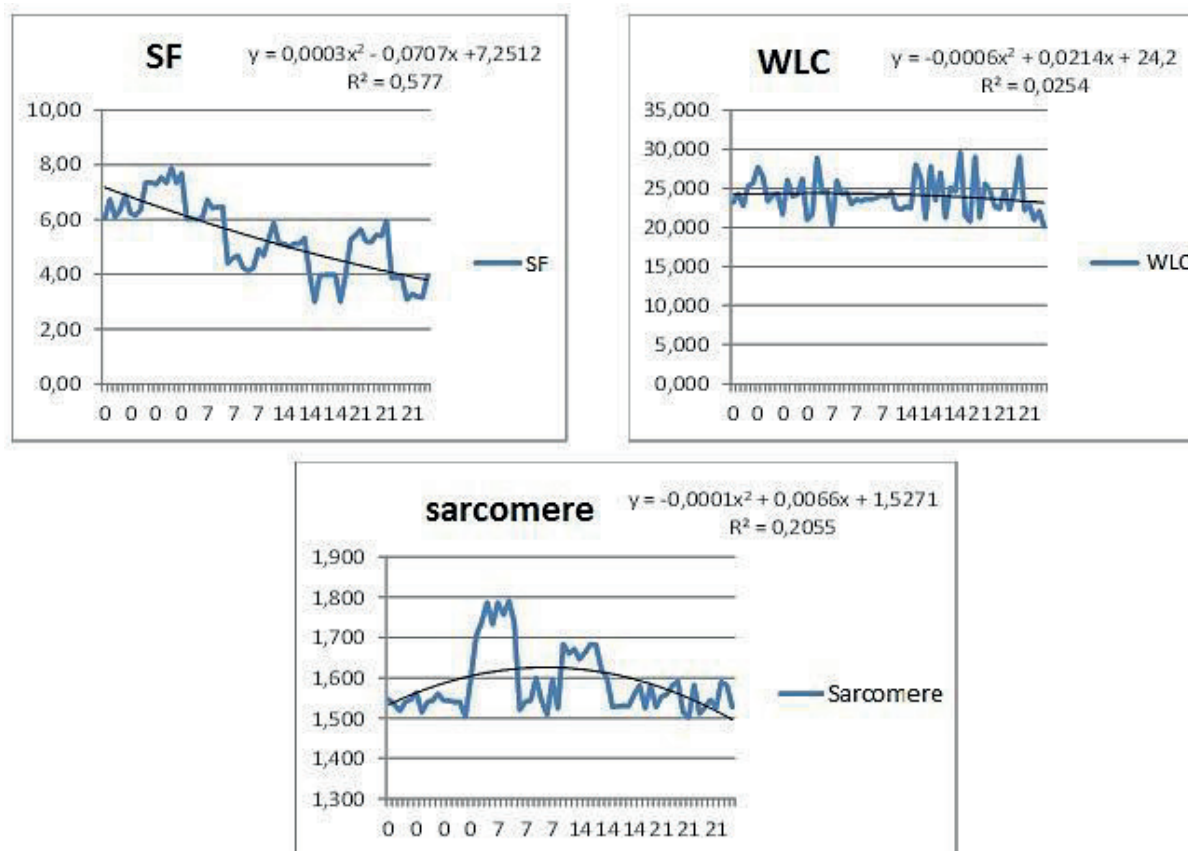 SF
y = 0,0003x² - 0,0707x +7,2512
R² = 0,577
10,00
8,00
6,00
4,00
2,00
0,00
0 0 0 0 7 7 7 14 14 14 21 21 21
SF
WLC
y = -0,0006x² + 0,0214x + 24,2
R² = 0,0254
35,000
30,000
25,000
20,000
15,000
10,000
5,000
0,000
0 0 0 0 7 7 7 14 14 14 21 21 21
WLC
sarcomere
y = -0,0001x² + 0,0066x + 1,5271
R² = 0,2055
1,900
1,800
1,700
1,600
1,500
1,400
1,300
0 0 0 0 7 7 7 14 14 14 21 21 21
Sarcomere